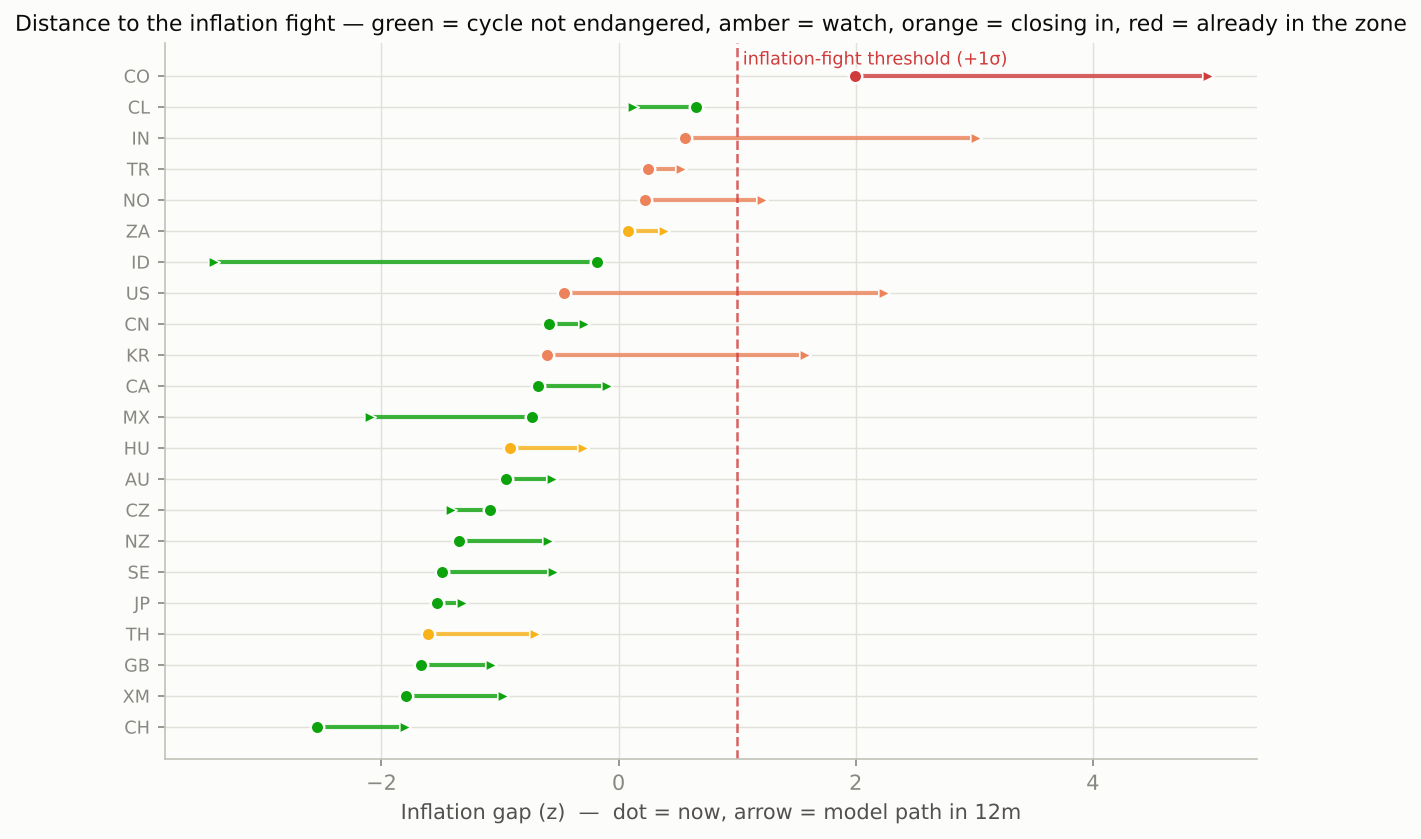 Distance to the inflation fight — green = cycle not endangered, amber = watch, orange = closing in, red = already in the zone
inflation-fight threshold (+1σ)
CO
CL
IN
TR
NO
ZA
ID
US
CN
KR
CA
MX
HU
AU
CZ
NZ
SE
JP
TH
GB
XM
CH
−2 0 2 4
Inflation gap (z) — dot = now, arrow = model path in 12m